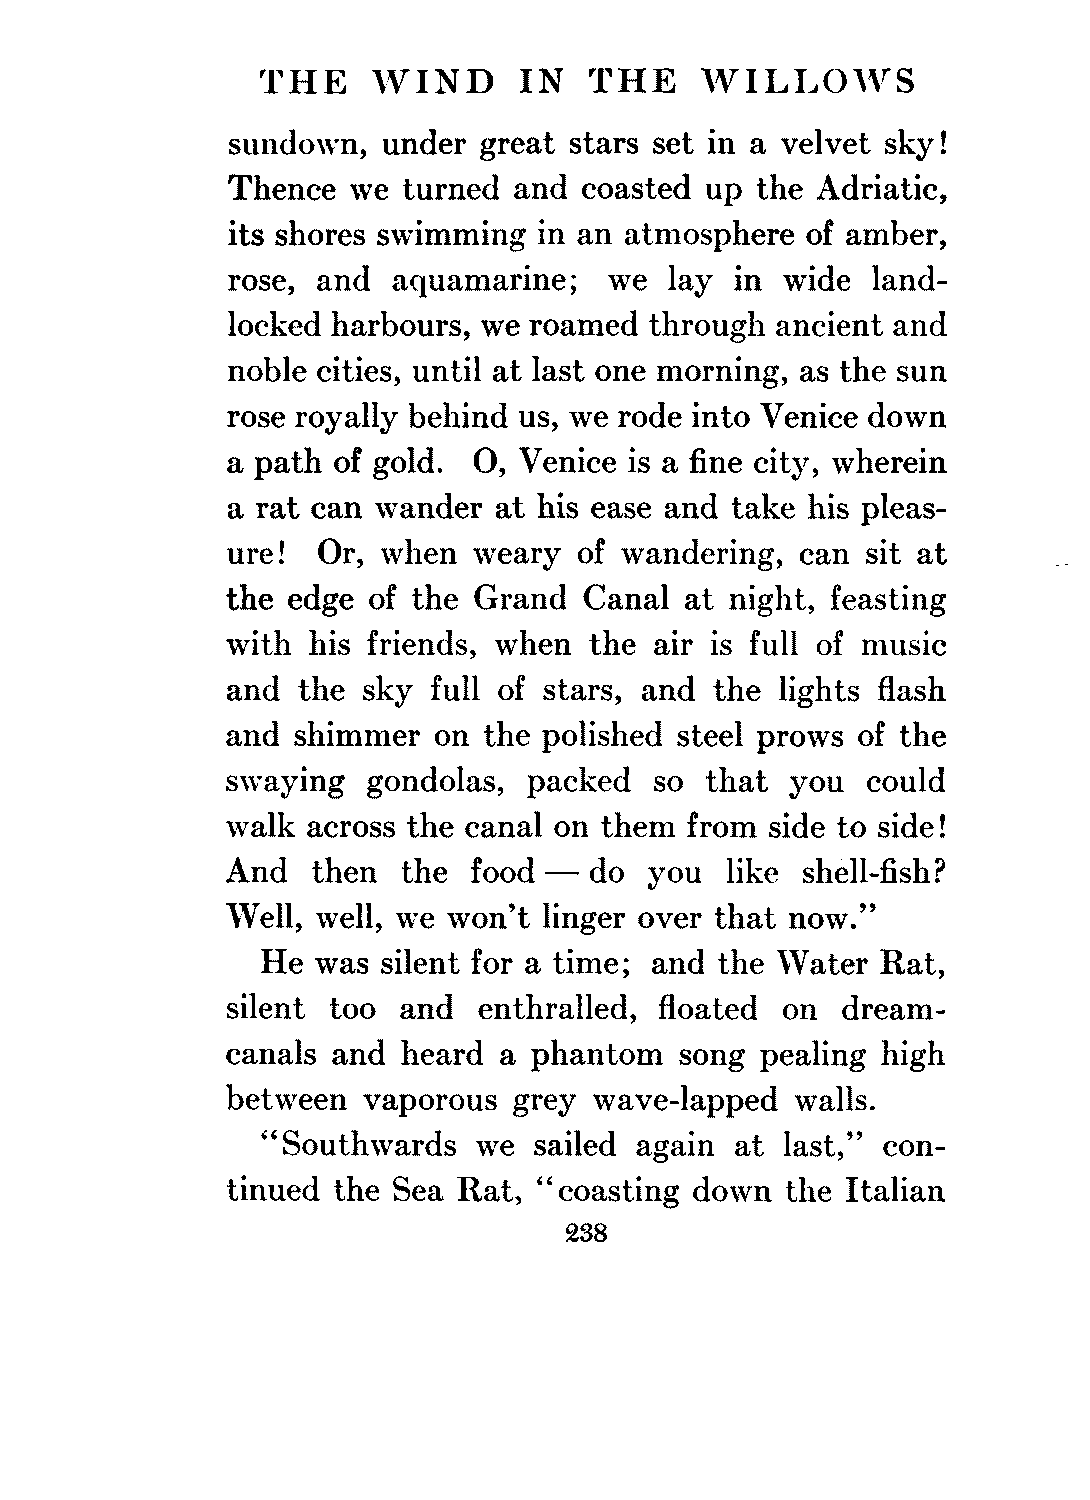 THE WIND IN THE WILLOWS
sundown, under great stars set in a velvet sky!
Thence we turned and coasted up the Adriatic,
its shores swimming in an atmosphere of amber,
rose, and aquamarine; we lay in wide land-
locked harbours, we roamed through ancient and
noble cities, until at last one morning, as the sun
rose royally behind us, we rode into Venice down
a path of gold. O, Venice is a fine city, wherein
a rat can wander at his ease and take his pleas-
ure! Or, when weary of wandering, can sit at
the edge of the Grand Canal at night, feasting
with his friends, when the air is full of music
and the sky full of stars, and the lights flash
and shimmer on the polished steel prows of the
swaying gondolas, packed so that you could
walk across the canal on them from side to side!
And then the food — do you like shell-fish?
Well, well, we won't linger over that now."
He was silent for a time; and the Water Rat,
silent too and enthralled, floated on dream-
canals and heard a phantom song pealing high
between vaporous grey wave-lapped walls.
"Southwards we sailed again at last," con-
tinued the Sea Rat, "coasting down the Italian
238